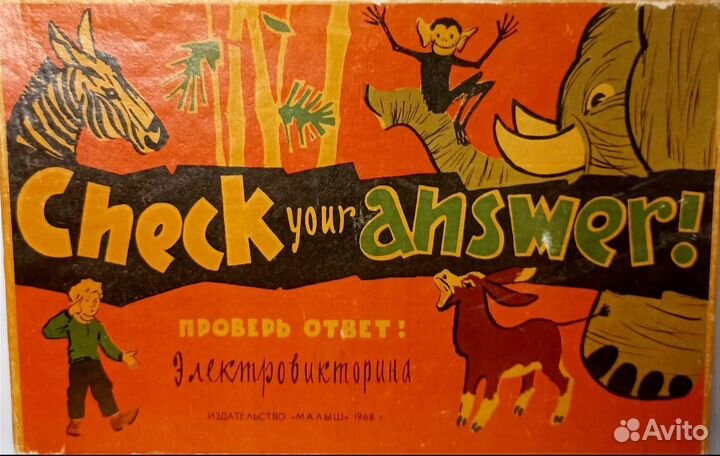 Check your answer!
ПРОВЕРЬ ОТВЕТ!
Электровикторина
ИЗДАТЕЛЬСТВО «МАЛЫШ» 1968 г
Avito